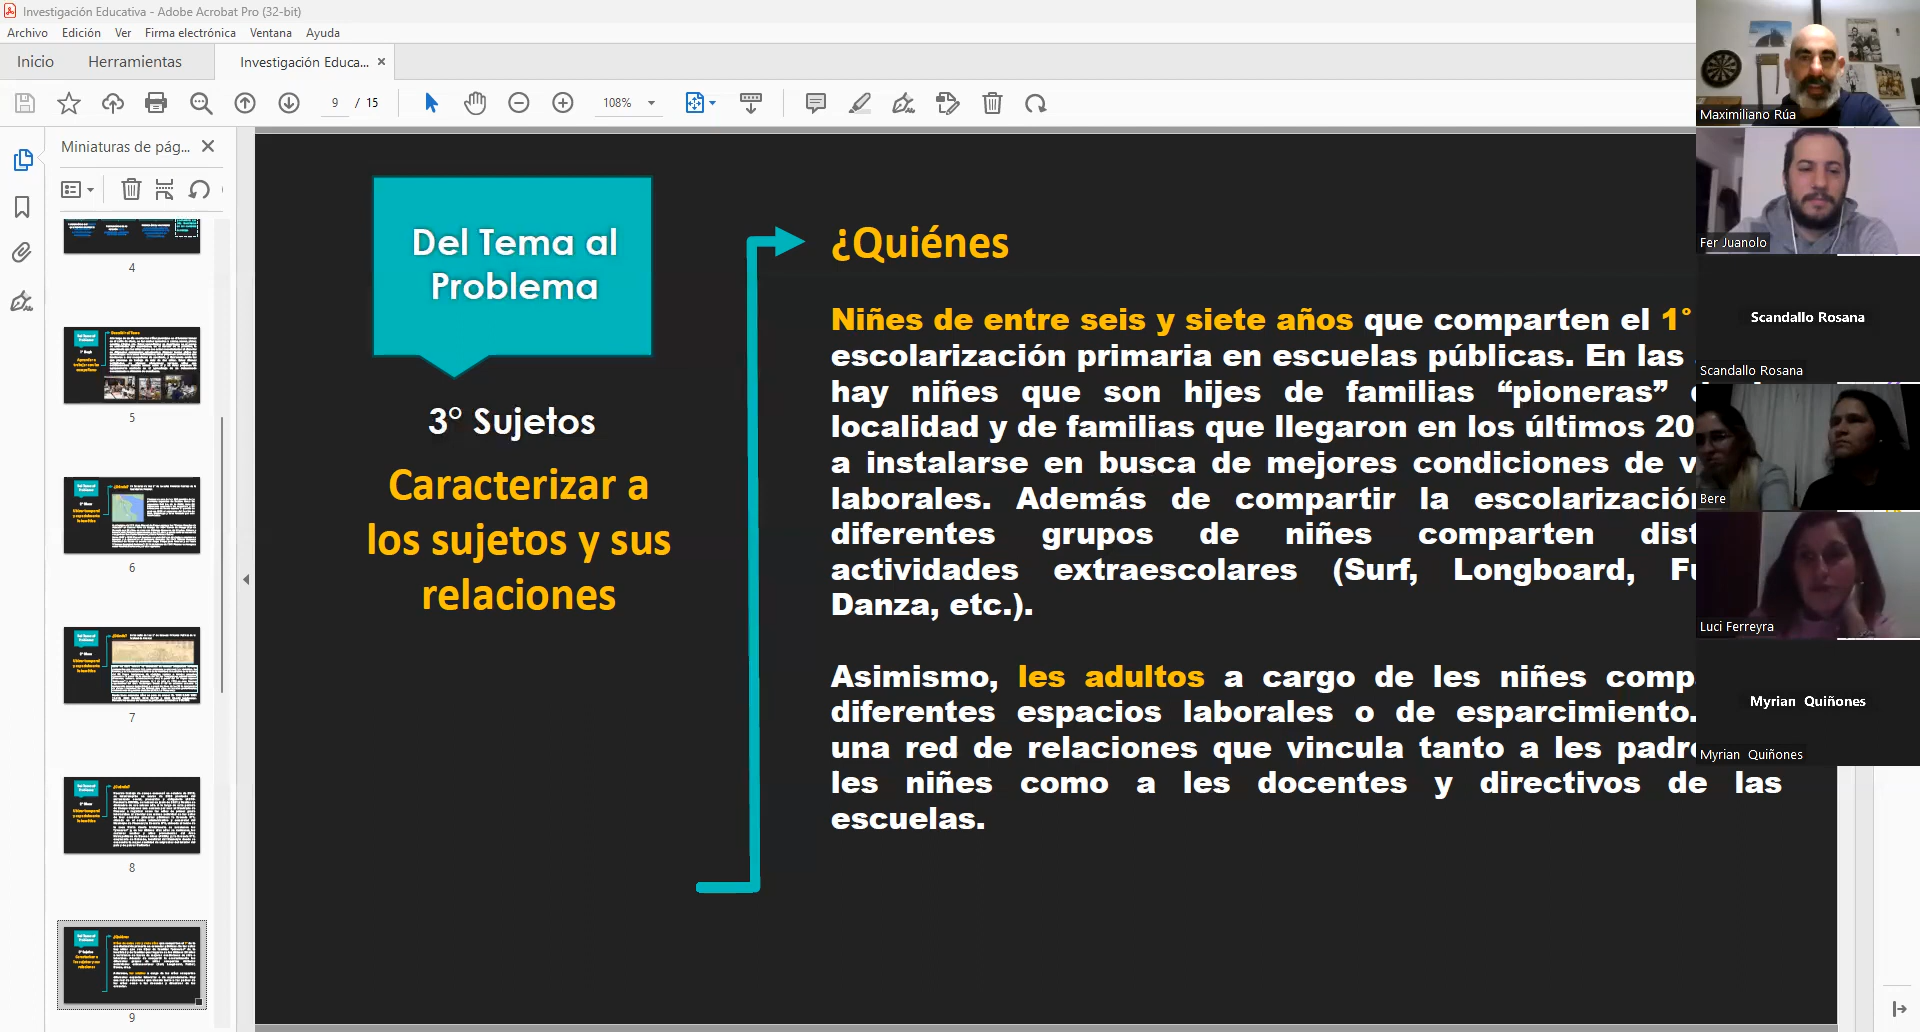 Investigación Educativa - Adobe Acrobat Pro (32-bit)
Archivo Edición Ver Firma electrónica Ventana Ayuda
Inicio Herramientas Investigación Educa...
9 / 15 108%
Miniaturas de pág...
4
5
6
7
8
9
Del Tema al
Problema
3° Sujetos
Caracterizar a
los sujetos y sus
relaciones
¿Quiénes
Niñes de entre seis y siete años que comparten el 1°
escolarización primaria en escuelas públicas. En las
hay niñes que son hijes de familias “pioneras”
localidad y de familias que llegaron en los últimos 20
a instalarse en busca de mejores condiciones de
laborales. Además de compartir la escolarización
diferentes grupos de niñes comparten
actividades extraescolares (Surf, Longboard,
Danza, etc.).
Asimismo, les adultos a cargo de les niñes
diferentes espacios laborales o de esparcimiento.
una red de relaciones que vincula tanto a les
les niñes como a les docentes y directivos de las
escuelas.
Maximiliano Rúa
Fer Juanolo
Scandallo Rosana
Scandallo Rosana
Bere
Luci Ferreyra
Myrian Quiñones
Myrian Quiñones